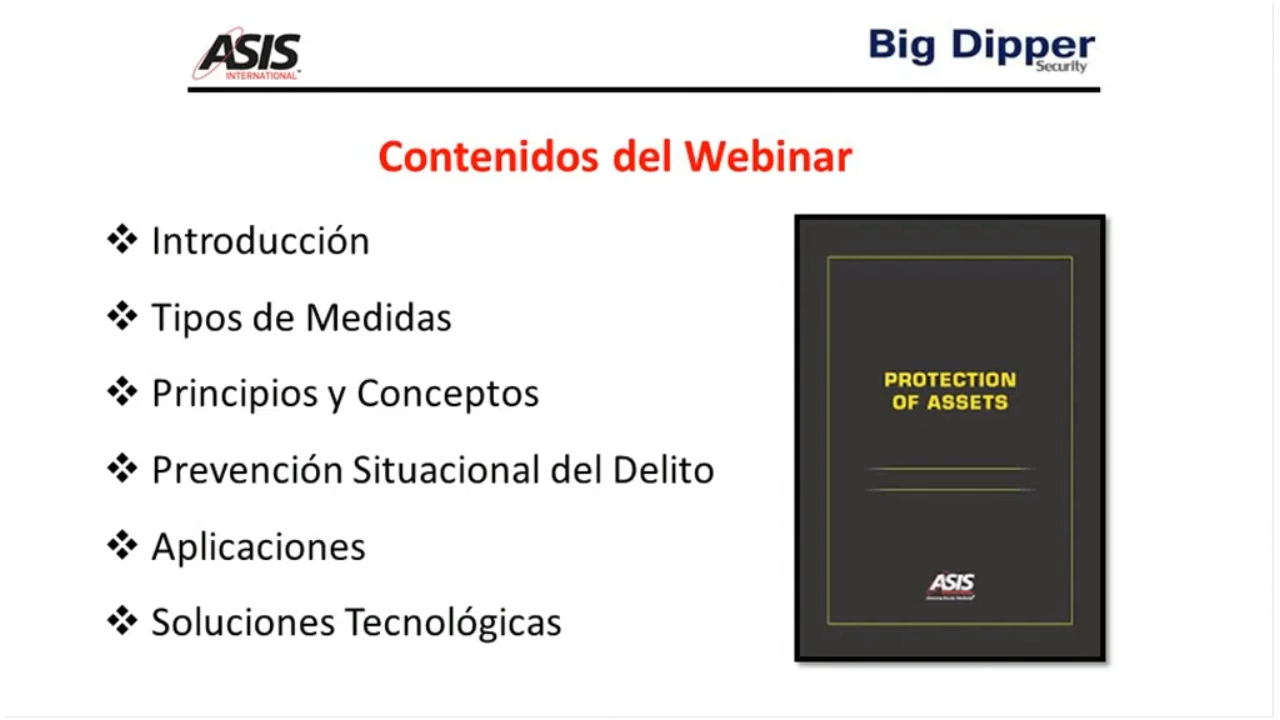 ASIS
INTERNATIONAL
Big Dipper
Security
Contenidos del Webinar
Introducción
Tipos de Medidas
Principios y Conceptos
Prevención Situacional del Delito
Aplicaciones
Soluciones Tecnológicas
PROTECTION
OF ASSETS
ASIS